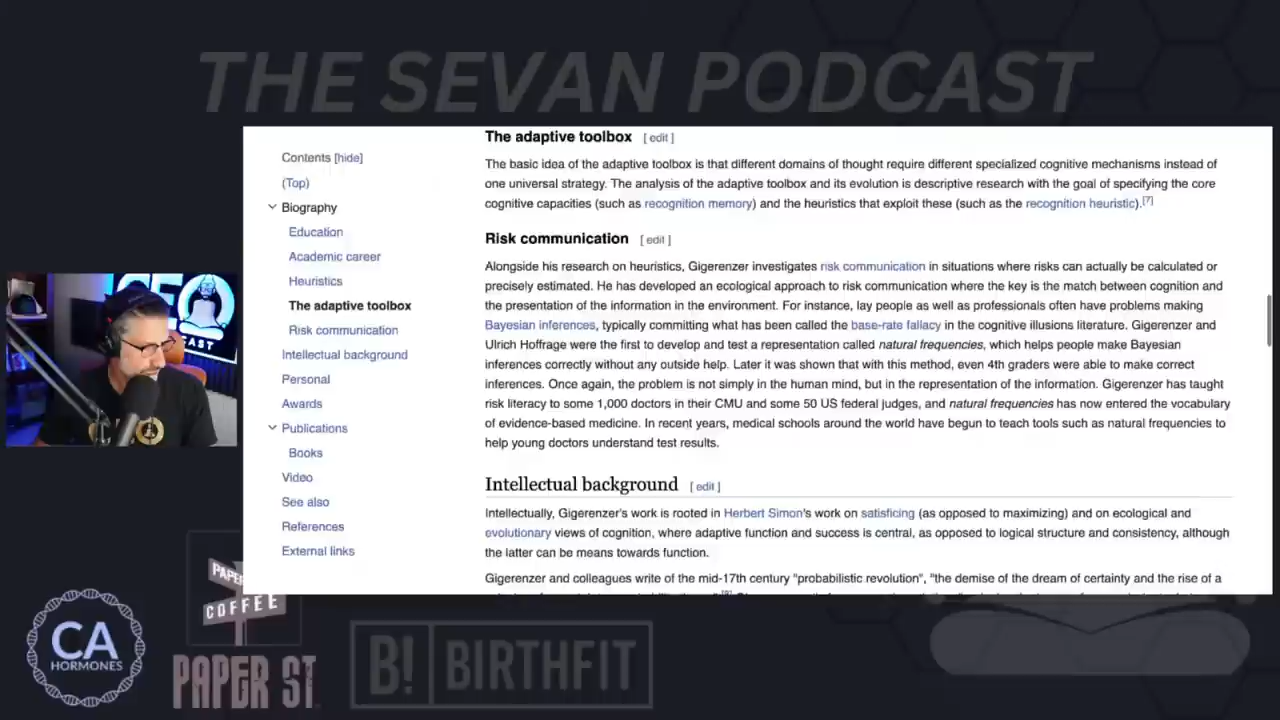 THE SEVAN PODCAST
Contents [hide]
(Top)
Biography
Education
Academic career
Heuristics
The adaptive toolbox
Risk communication
Intellectual background
Personal
Awards
Publications
Books
Video
See also
References
External links
The adaptive toolbox [ edit ]
The basic idea of the adaptive toolbox is that different domains of thought require different specialized cognitive mechanisms instead of
one universal strategy. The analysis of the adaptive toolbox and its evolution is descriptive research with the goal of specifying the core
cognitive capacities (such as recognition memory) and the heuristics that exploit these (such as the recognition heuristic).[7]
Risk communication [ edit ]
Alongside his research on heuristics, Gigerenzer investigates risk communication in situations where risks can actually be calculated or
precisely estimated. He has developed an ecological approach to risk communication where the key is the match between cognition and
the presentation of the information in the environment. For instance, lay people as well as professionals often have problems making
Bayesian inferences, typically committing what has been called the base-rate fallacy in the cognitive illusions literature. Gigerenzer and
Ulrich Hoffrage were the first to develop and test a representation called natural frequencies, which helps people make Bayesian
inferences correctly without any outside help. Later it was shown that with this method, even 4th graders were able to make correct
inferences. Once again, the problem is not simply in the human mind, but in the representation of the information. Gigerenzer has taught
risk literacy to some 1,000 doctors in their CMU and some 50 US federal judges, and natural frequencies has now entered the vocabulary
of evidence-based medicine. In recent years, medical schools around the world have begun to teach tools such as natural frequencies to
help young doctors understand test results.
Intellectual background [ edit ]
Intellectually, Gigerenzer's work is rooted in Herbert Simon's work on satisficing (as opposed to maximizing) and on ecological and
evolutionary views of cognition, where adaptive function and success is central, as opposed to logical structure and consistency, although
the latter can be means towards function.
Gigerenzer and colleagues write of the mid-17th century "probabilistic revolution", "the demise of the dream of certainty and the rise of a
CA
HORMONES
COFFEE
PAPER ST
B! BIRTHFIT